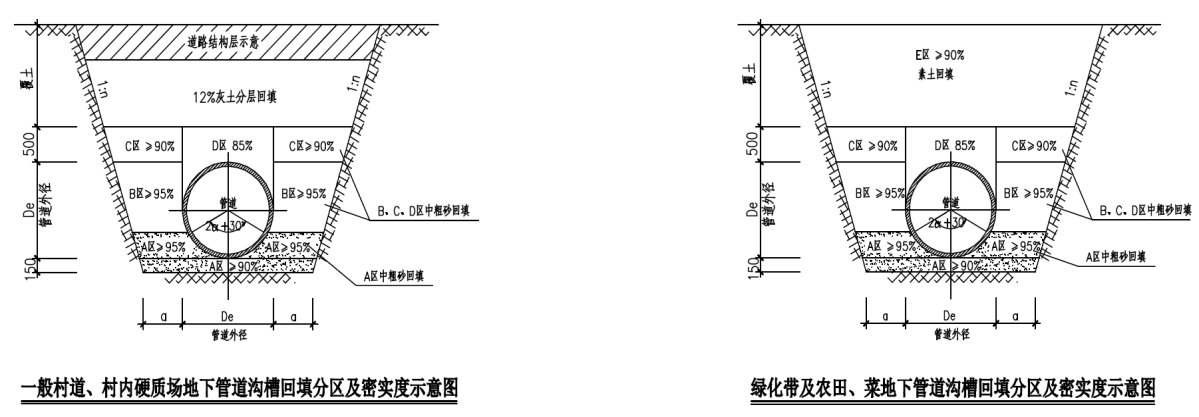 道路结构层示意
覆土
1:n
1:n
12%灰土分层回填
500
C区 ≥90%
D区 85%
C区≥90%
De
管道外径
B区≥95%
管道
B区≥95%
2α+30°
B、C、D区中粗砂回填
A区≥95%
A区≥95%
150
A区 ≥90%
A区中粗砂回填
a
De
a
管道外径
一般村道、村内硬质场地下管道沟槽回填分区及密实度示意图
E区 ≥90%
素土回填
覆土
1:n
1:n
500
C区 ≥90%
D区 85%
C区≥90%
De
管道外径
B区≥95%
管道
B区≥95%
2α+30°
B、C、D区中粗砂回填
A区 ≥95%
A区 ≥95%
150
A区 ≥90%
A区中粗砂回填
a
De
a
管道外径
绿化带及农田、菜地下管道沟槽回填分区及密实度示意图